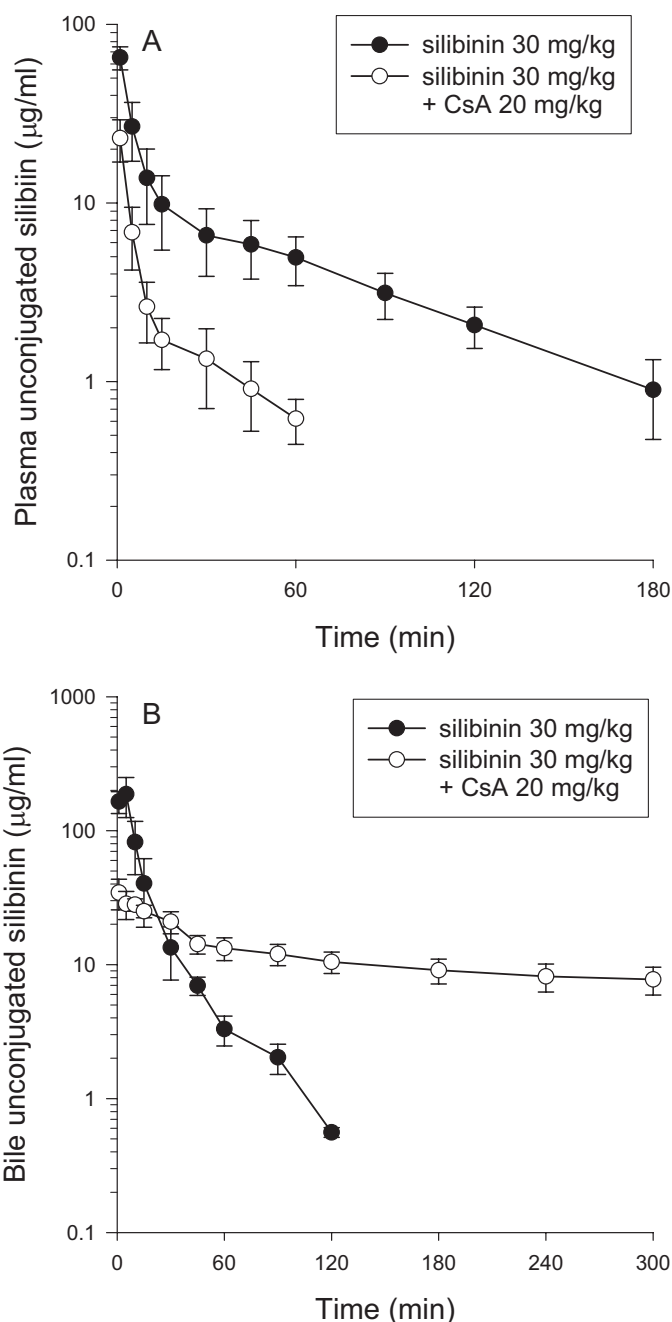 100
A
silibinin 30 mg/kg
silibinin 30 mg/kg
+ CsA 20 mg/kg
10
1
0.1
0
60
120
180
Plasma unconjugated silibiin (μg/ml)
Time (min)
1000
B
silibinin 30 mg/kg
silibinin 30 mg/kg
+ CsA 20 mg/kg
100
10
1
0.1
0
60
120
180
240
300
Bile unconjugated silibinin (μg/ml)
Time (min)